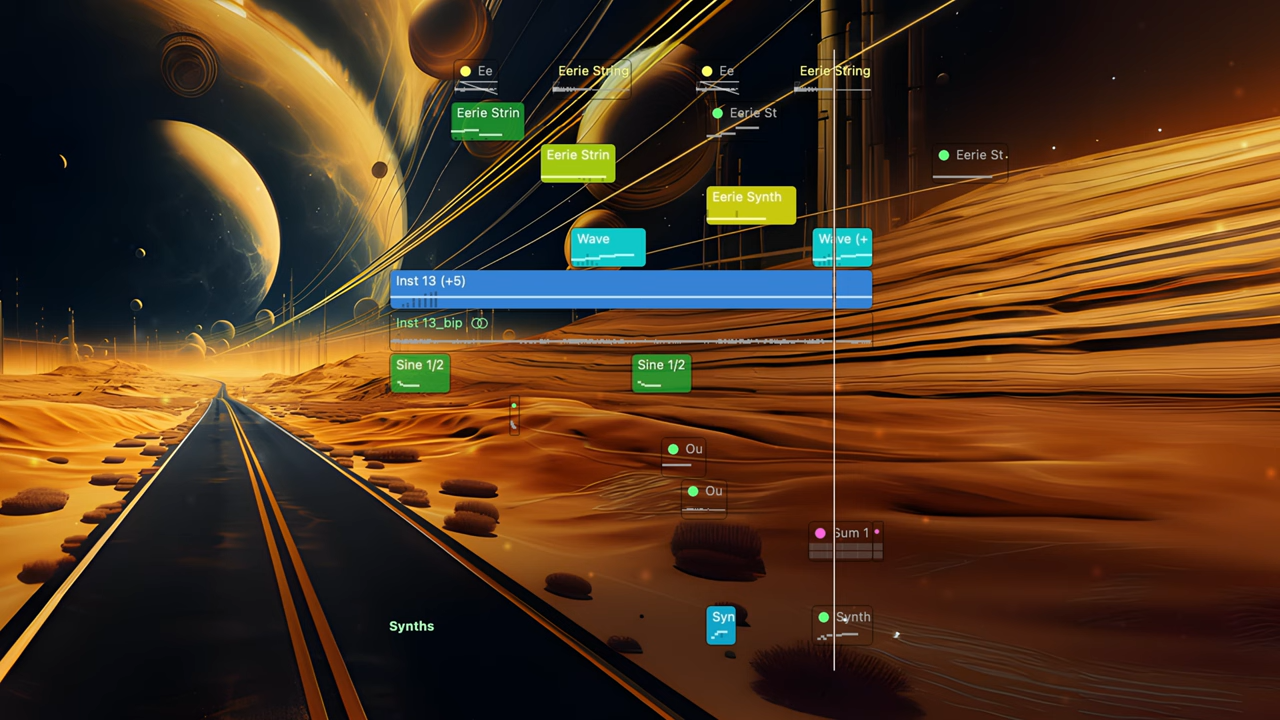 Ee Eerie String Ee Eerie String
Eerie Strin Eerie St
Eerie Strin Eerie St.
Eerie Synth
Wave Wave (+
Inst 13 (+5)
Inst 13_bip
Sine 1/2 Sine 1/2
Ou
Ou
Sum 1
Syn Synth
Synths